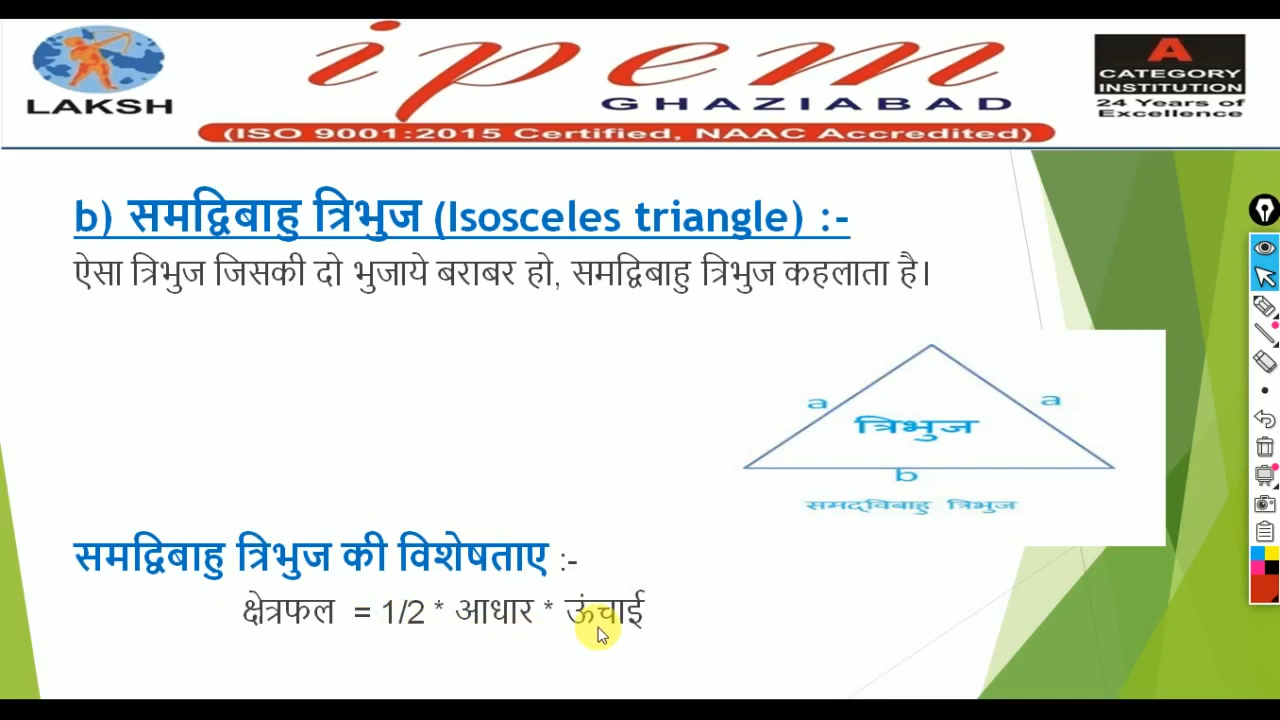 LAKSH
ipem
GHAZIABAD
(ISO 9001:2015 Certified, NAAC Accredited)
A
CATEGORY
INSTITUTION
24 Years of
Excellence
b) समद्विबाहु त्रिभुज (Isosceles triangle) :-
ऐसा त्रिभुज जिसकी दो भुजाये बराबर हो, समद्विबाहु त्रिभुज कहलाता है।
a
a
त्रिभुज
b
समद्‌विबाहु त्रिभुज
समद्विबाहु त्रिभुज की विशेषताए :-
क्षेत्रफल = 1/2 * आधार * ऊंचाई